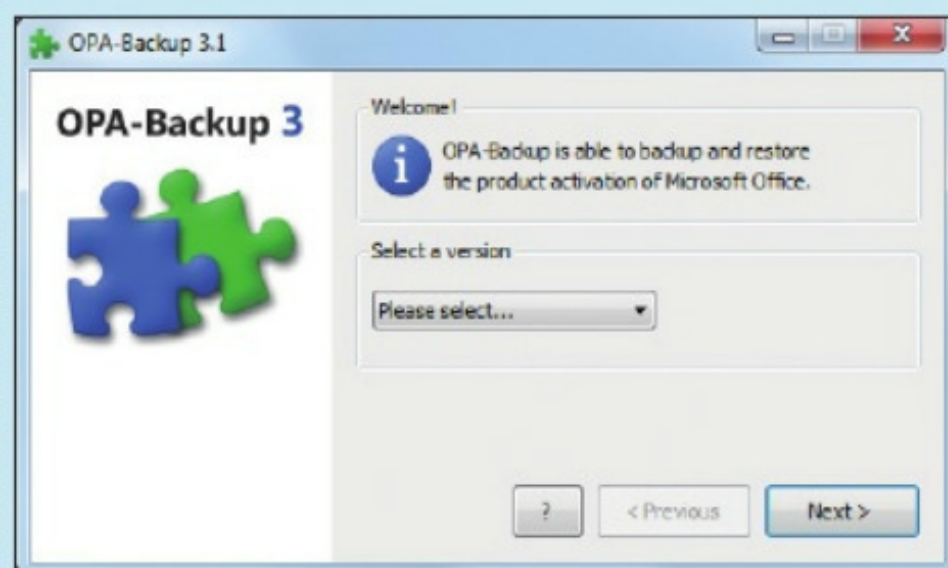 OPA-Backup 3.1
OPA-Backup 3
Welcome!
OPA-Backup is able to backup and restore
the product activation of Microsoft Office.
Select a version
Please select...
?
< Previous
Next >